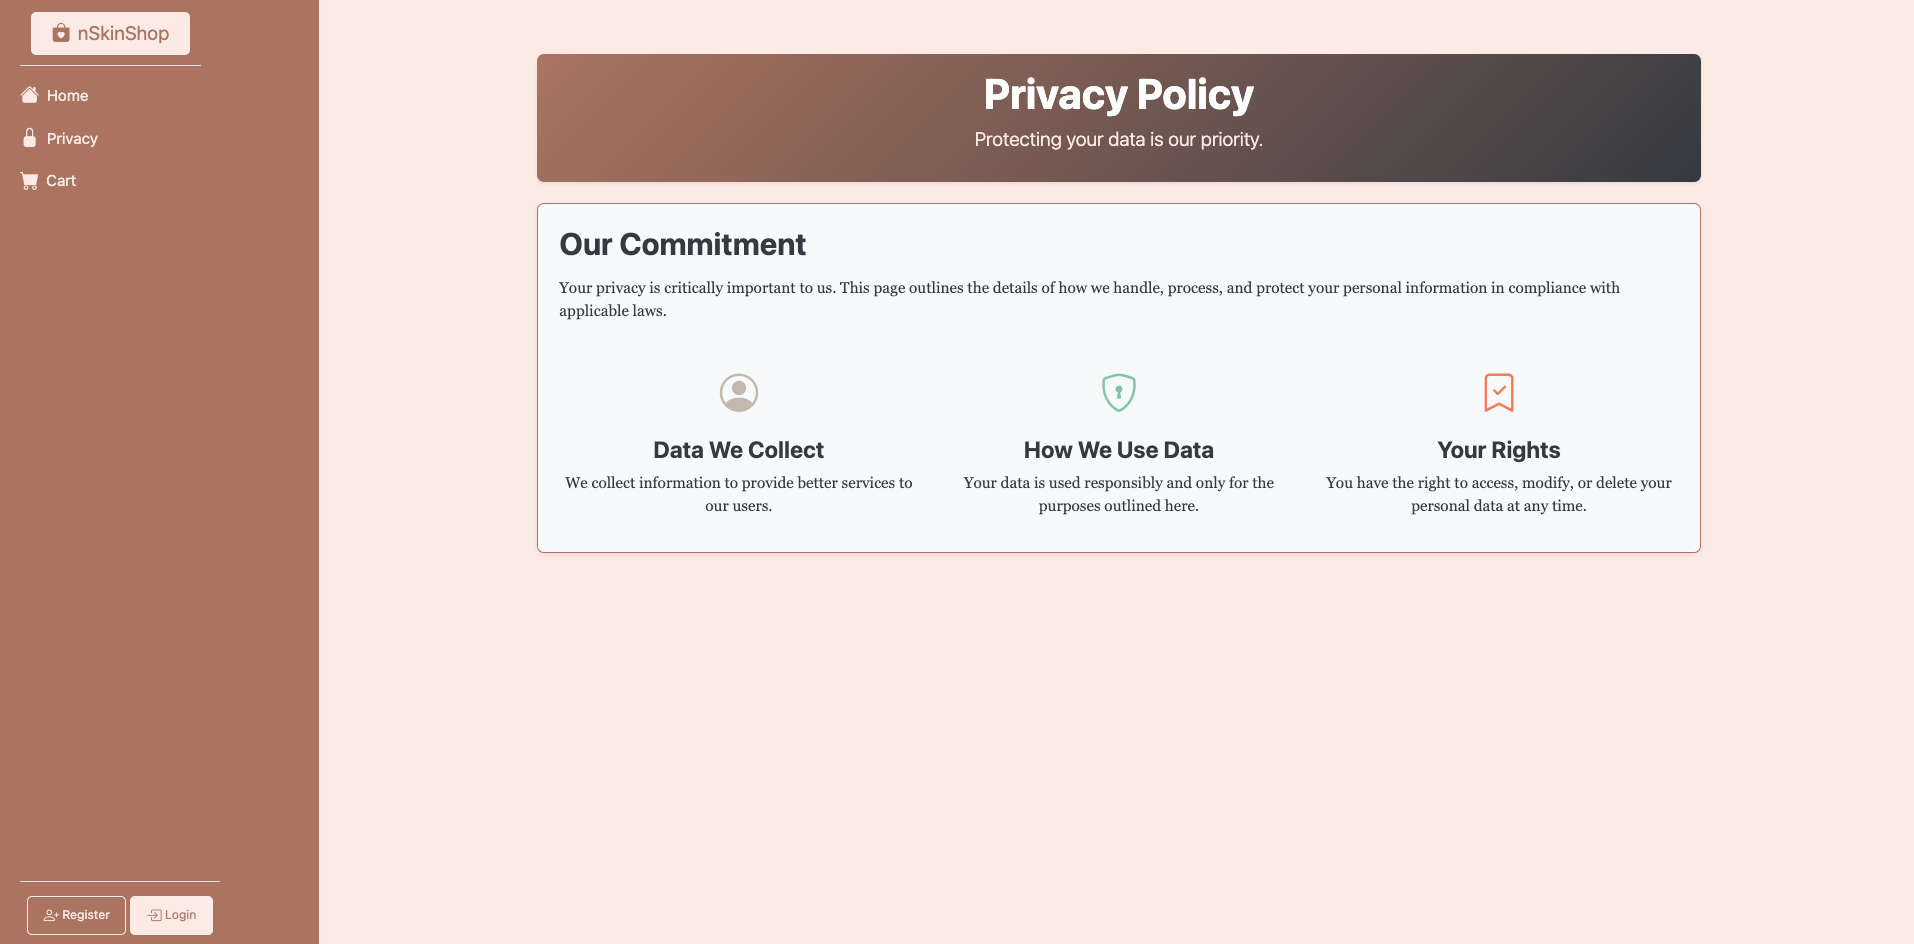 nSkinShop
Home
Privacy
Cart
Register
Login
Privacy Policy
Protecting your data is our priority.
Our Commitment
Your privacy is critically important to us. This page outlines the details of how we handle, process, and protect your personal information in compliance with
applicable laws.
Data We Collect
We collect information to provide better services to
our users.
How We Use Data
Your data is used responsibly and only for the
purposes outlined here.
Your Rights
You have the right to access, modify, or delete your
personal data at any time.